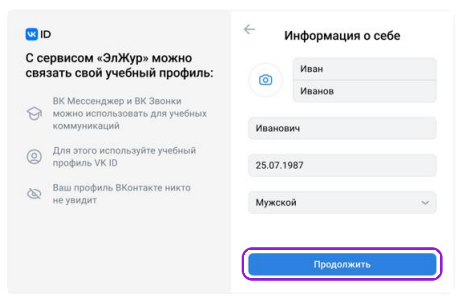 VK ID
С сервисом «ЭлЖур» можно
связать свой учебный профиль:
ВК Мессенджер и ВК Звонки
можно использовать для учебных
коммуникаций
Для этого используйте учебный
профиль VK ID
Ваш профиль ВКонтакте никто
не увидит
Информация о себе
Иван
Иванов
Иванович
25.07.1987
Мужской
Продолжить